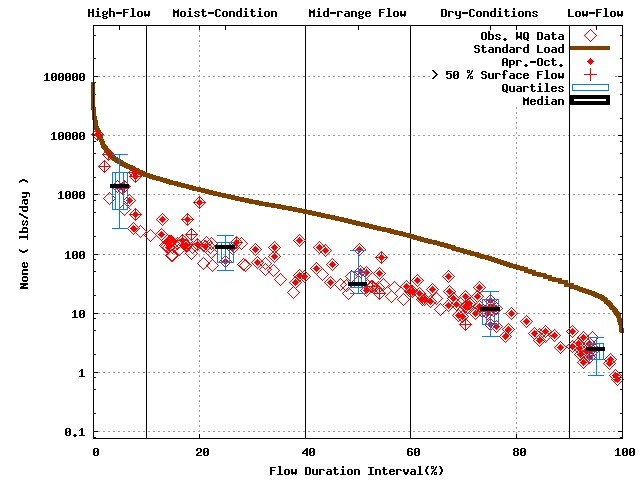 High-Flow Moist-Condition Mid-range Flow Dry-Conditions Low-Flow
Obs. WQ Data
Standard Load
Apr.-Oct.
> 50 % Surface Flow
Quartiles
Median
100000
10000
1000
100
10
1
0.1
None ( lbs/day )
0 20 40 60 80 100
Flow Duration Interval(%)